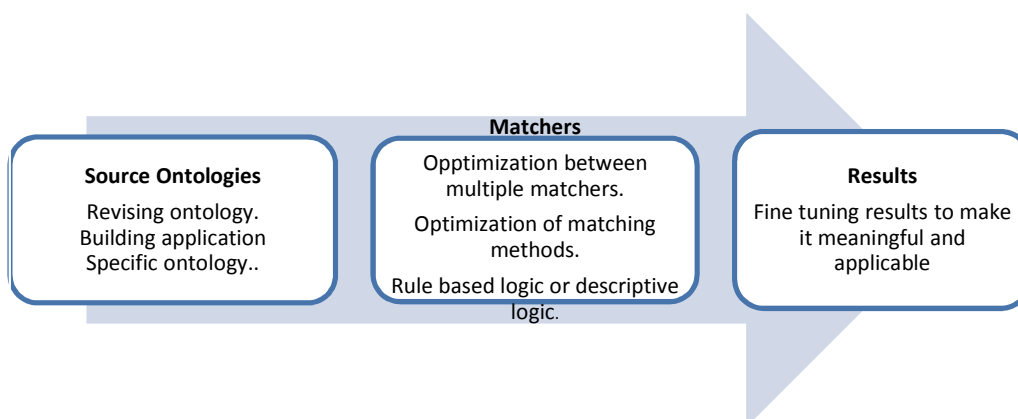 Source Ontologies
Revising ontology.
Building application
Specific ontology..
Matchers
Opptimization between
multiple matchers.
Optimization of matching
methods.
Rule based logic or descriptive
logic.
Results
Fine tuning results to make
it meaningful and
applicable